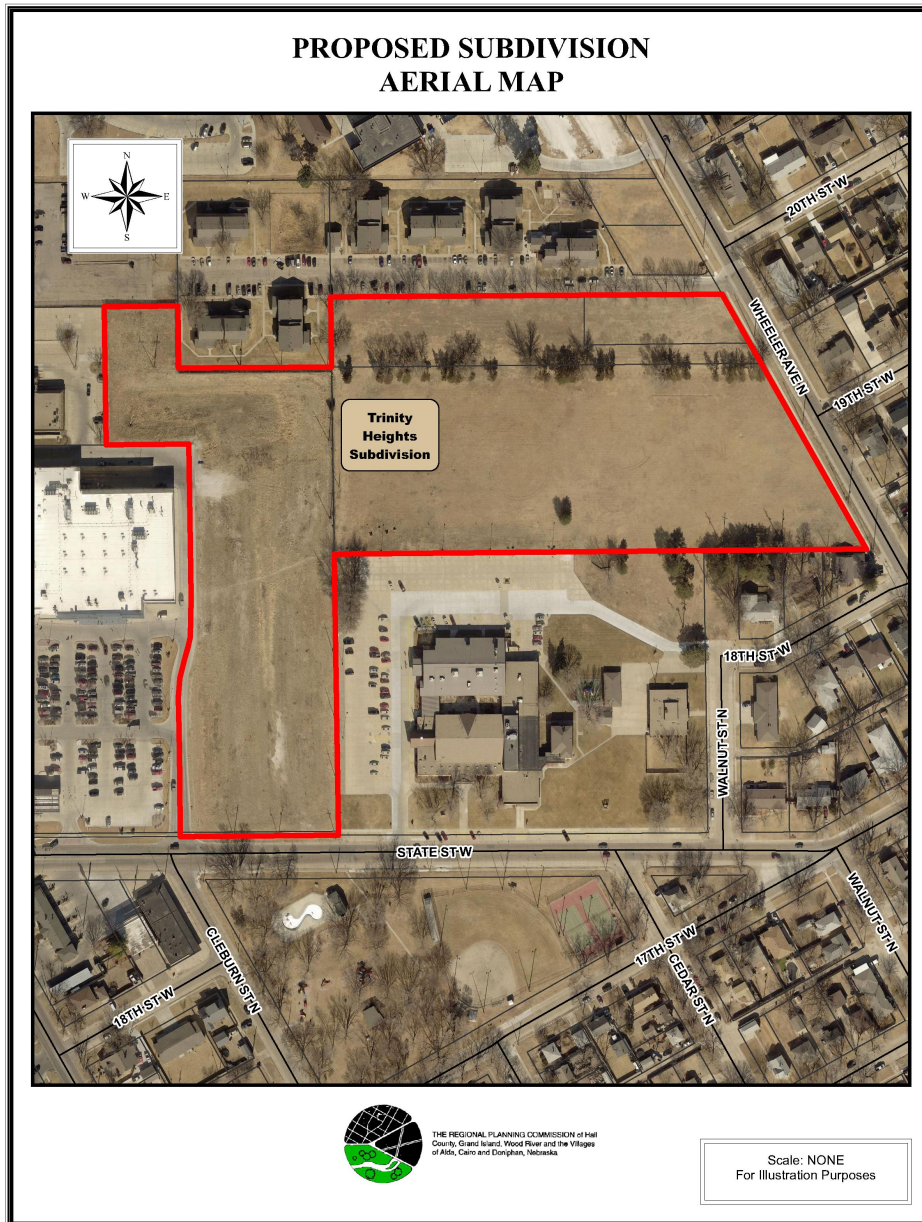 PROPOSED SUBDIVISION
AERIAL MAP
N
W
E
S
20TH ST W
WHEELER AVE N
19TH ST W
Trinity
Heights
Subdivision
18TH ST W
WALNUT ST N
STATE ST W
CLEBURN ST N
18TH ST W
17TH ST W
CEDAR ST N
WALNUT ST N
THE REGIONAL PLANNING COMMISSION of Hall
County, Grand Island, Wood River and the Villages
of Alda, Cairo and Doniphan, Nebraska
Scale: NONE
For Illustration Purposes